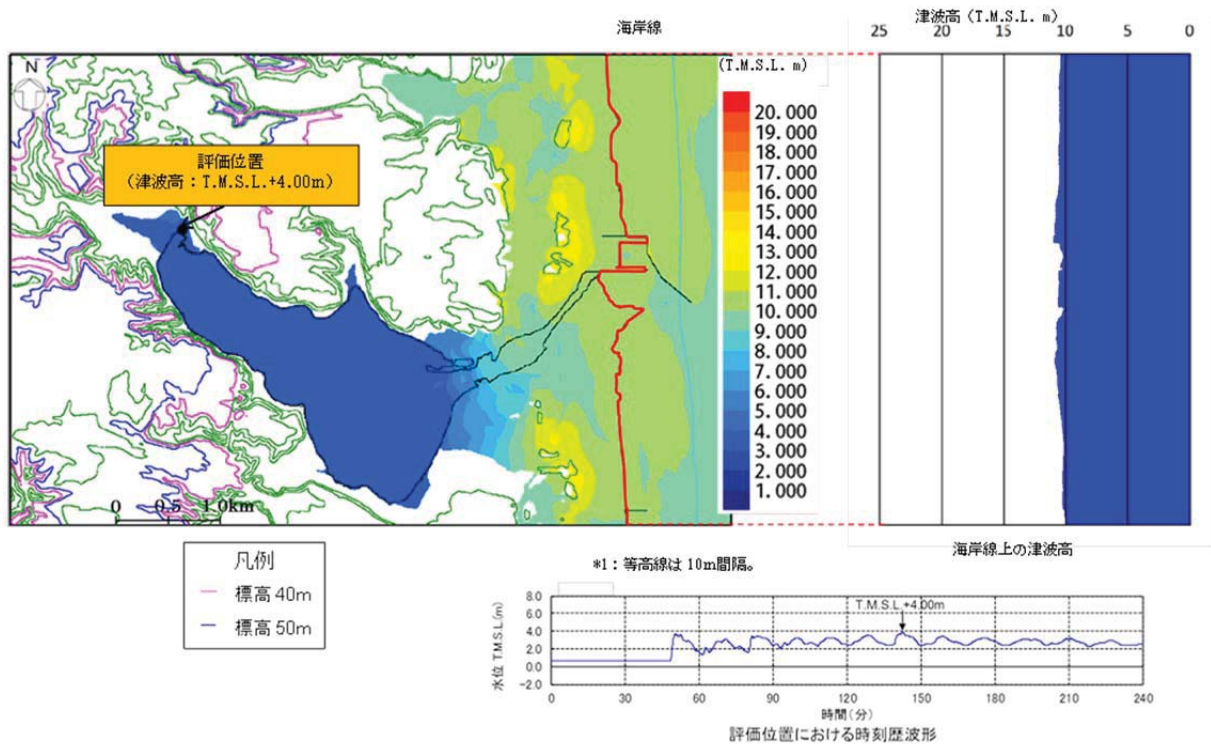 海岸線
津波高（T.M.S.L. m）
25 20 15 10 5 0
N
(T.M.S.L. m)
評価位置
（津波高：T.M.S.L.+4.00m）
20.000
19.000
18.000
17.000
16.000
15.000
14.000
13.000
12.000
11.000
10.000
9.000
8.000
7.000
6.000
5.000
4.000
3.000
2.000
1.000
0 0.5 1.0km
凡例
標高 40m
標高 50m
*1：等高線は 10m間隔。
海岸線上の津波高
T.M.S.L.+4.00m
水位 T.M.S.L.(m)
8.0
6.0
4.0
2.0
0.0
−2.0
0 30 60 90 120 150 180 210 240
時間(分)
評価位置における時刻歴波形